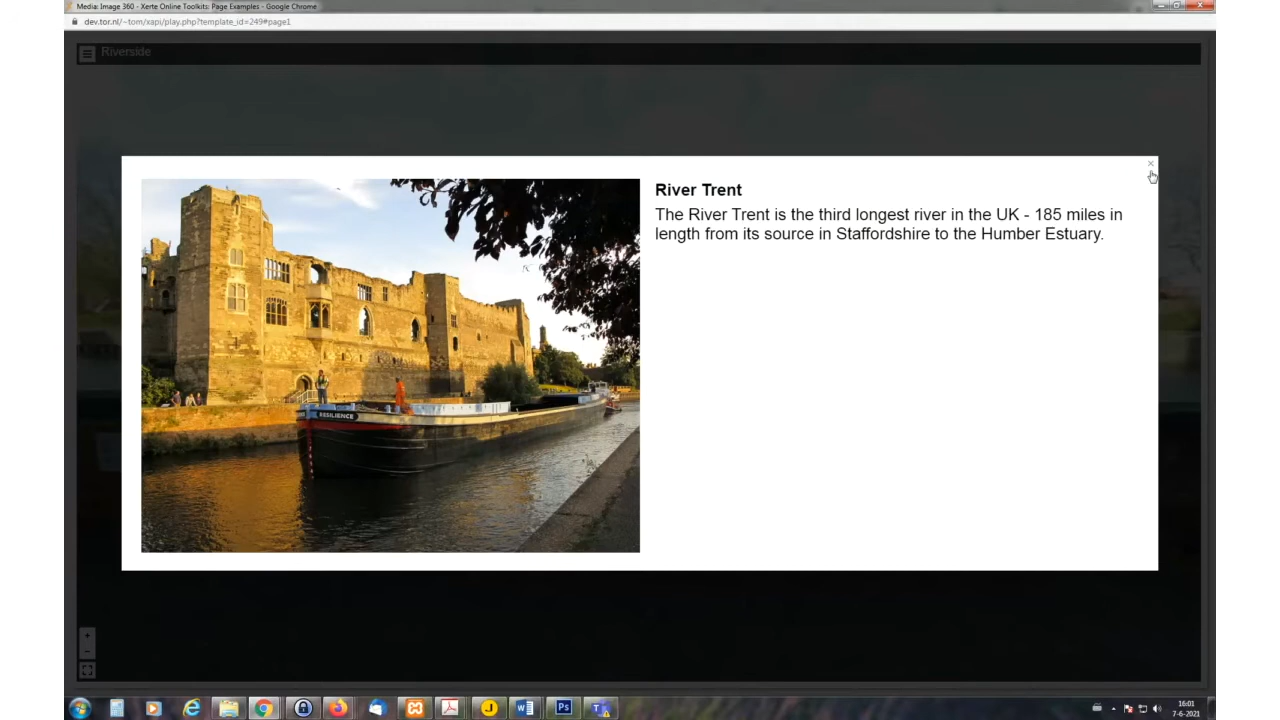 Media: Image 360 - Xerte Online Toolkits: Page Examples - Google Chrome
dev.tor.nl/~tom/xapi/play.php?template_id=249#page1
Riverside
River Trent
The River Trent is the third longest river in the UK - 185 miles in
length from its source in Staffordshire to the Humber Estuary.
RESILIENCE
16:01
7-6-2021